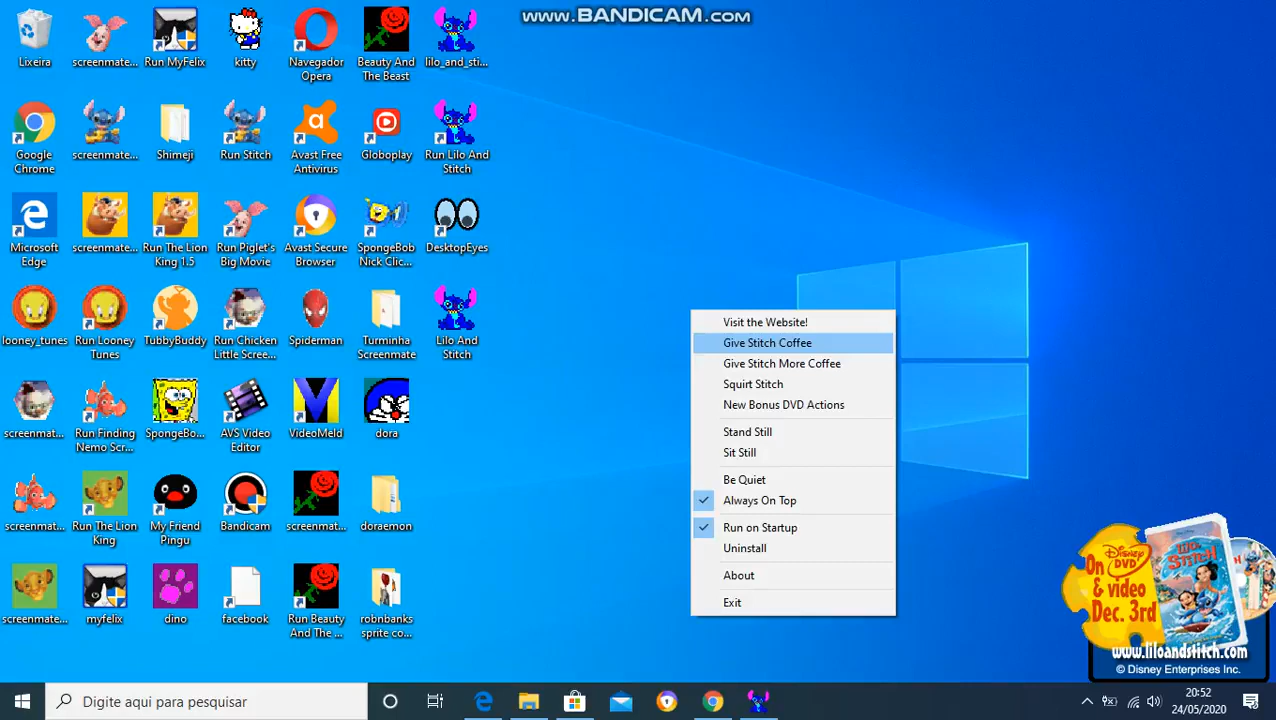 www.BANDICAM.com
Lixeira
screenmate...
Run MyFelix
kitty
Navegador
Opera
Beauty And
The Beast
lilo_and_sti...
Google
Chrome
screenmate...
Shimeji
Run Stitch
Avast Free
Antivirus
Globoplay
Run Lilo And
Stitch
Microsoft
Edge
screenmate...
Run The Lion
King 1.5
Run Piglet's
Big Movie
Avast Secure
Browser
SpongeBob
Nick Clic...
DesktopEyes
looney_tunes
Run Looney
Tunes
TubbyBuddy
Run Chicken
Little Scree...
Spiderman
Turminha
Screenmate
Lilo And
Stitch
screenmat...
Run Finding
Nemo Scr...
SpongeBo...
AVS Video
Editor
VideoMeld
dora
screenmat...
Run The Lion
King
My Friend
Pingu
Bandicam
screenmat...
doraemon
screenmate...
myfelix
dino
facebook
Run Beauty
And The ...
robnbanks
sprite co...
Visit the Website!
Give Stitch Coffee
Give Stitch More Coffee
Squirt Stitch
New Bonus DVD Actions
Stand Still
Sit Still
Be Quiet
Always On Top
Run on Startup
Uninstall
About
Exit
On
Disney
DVD
& video
Dec. 3rd
LILO
&STITCH
www.liloandstitch.com
© Disney Enterprises Inc.
Digite aqui para pesquisar
20:52
24/05/2020